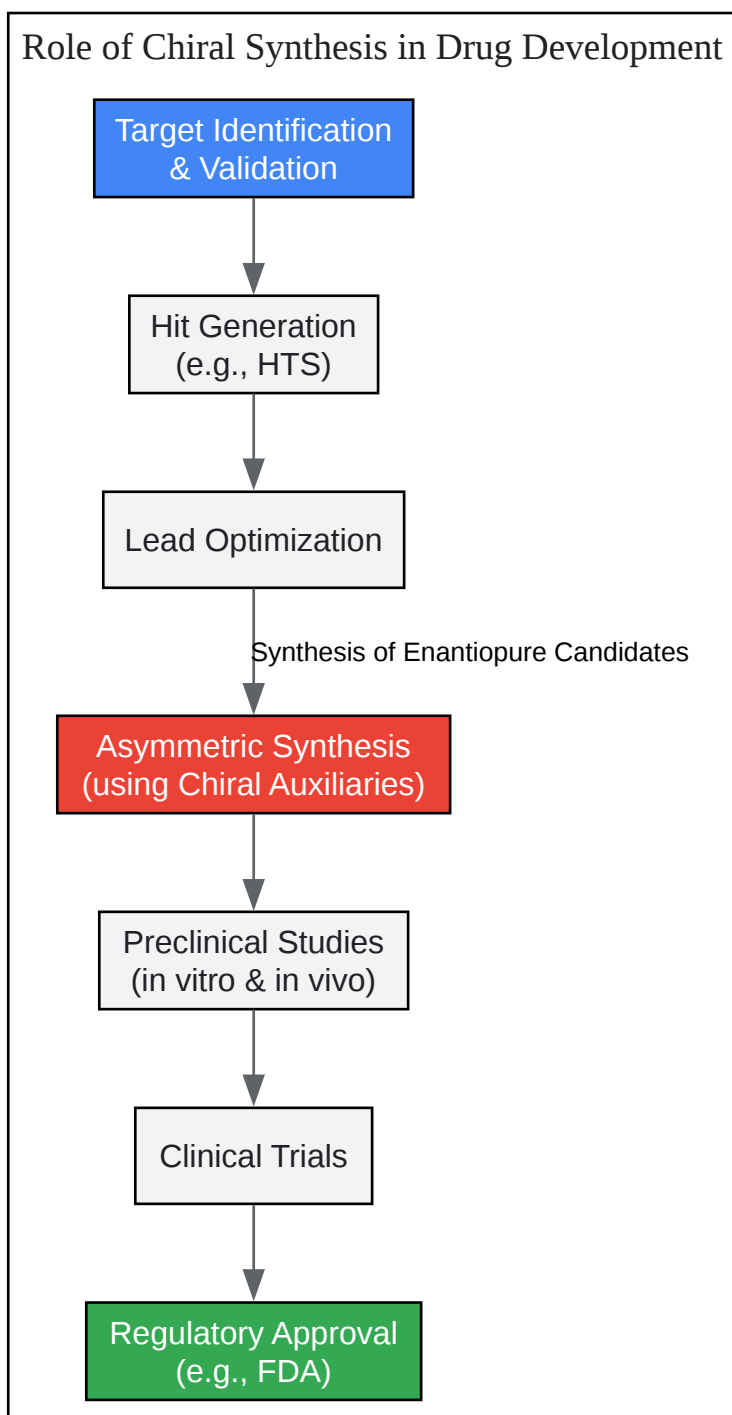 Role of Chiral Synthesis in Drug Development
Target Identification
& Validation
Hit Generation
(e.g., HTS)
Lead Optimization
Synthesis of Enantiopure Candidates
Asymmetric Synthesis
(using Chiral Auxiliaries)
Preclinical Studies
(in vitro & in vivo)
Clinical Trials
Regulatory Approval
(e.g., FDA)